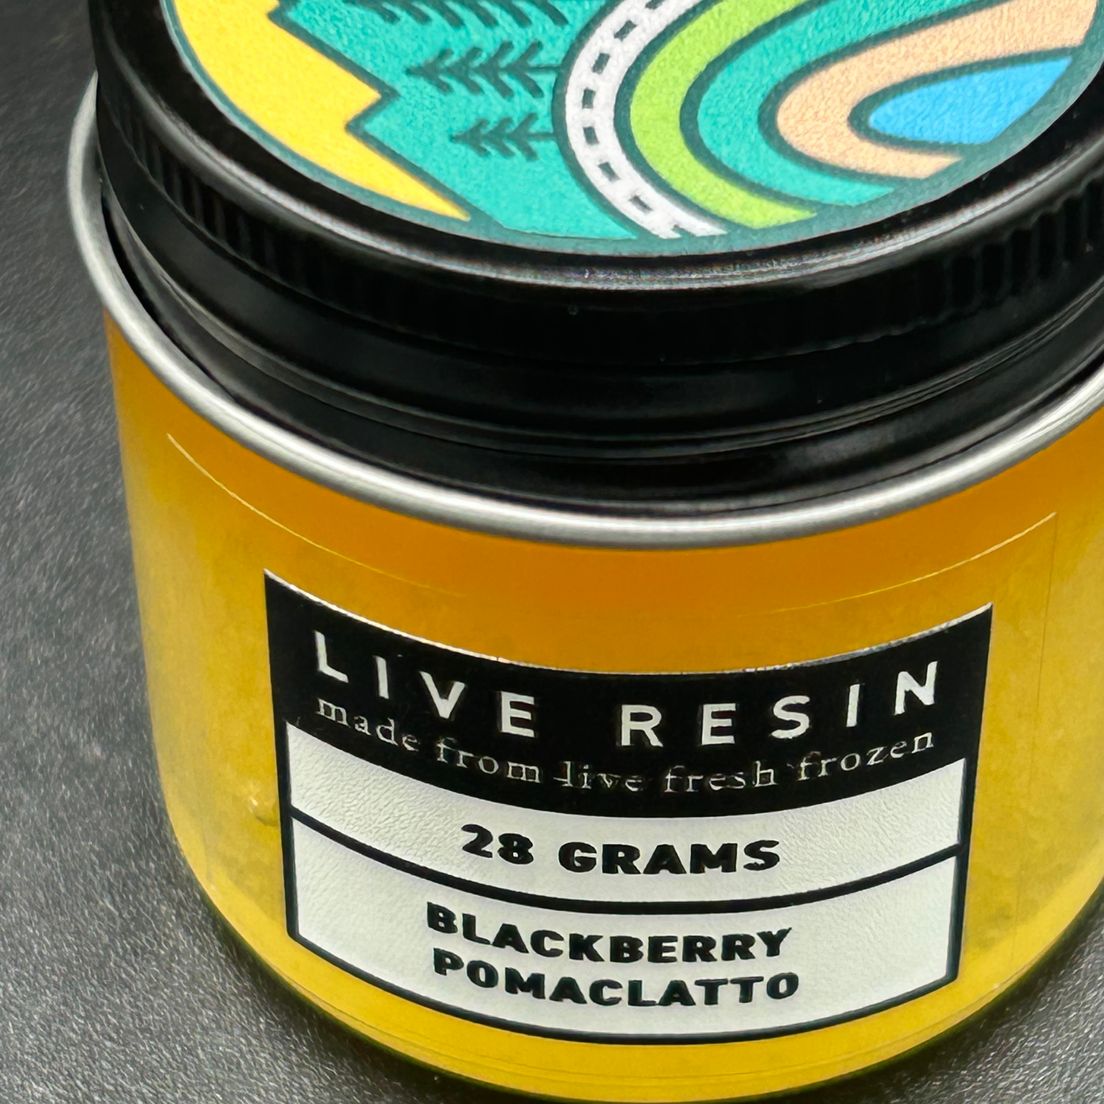 LIVE RESIN
made from live fresh frozen
28 GRAMS
BLACKBERRY
POMACLATTO